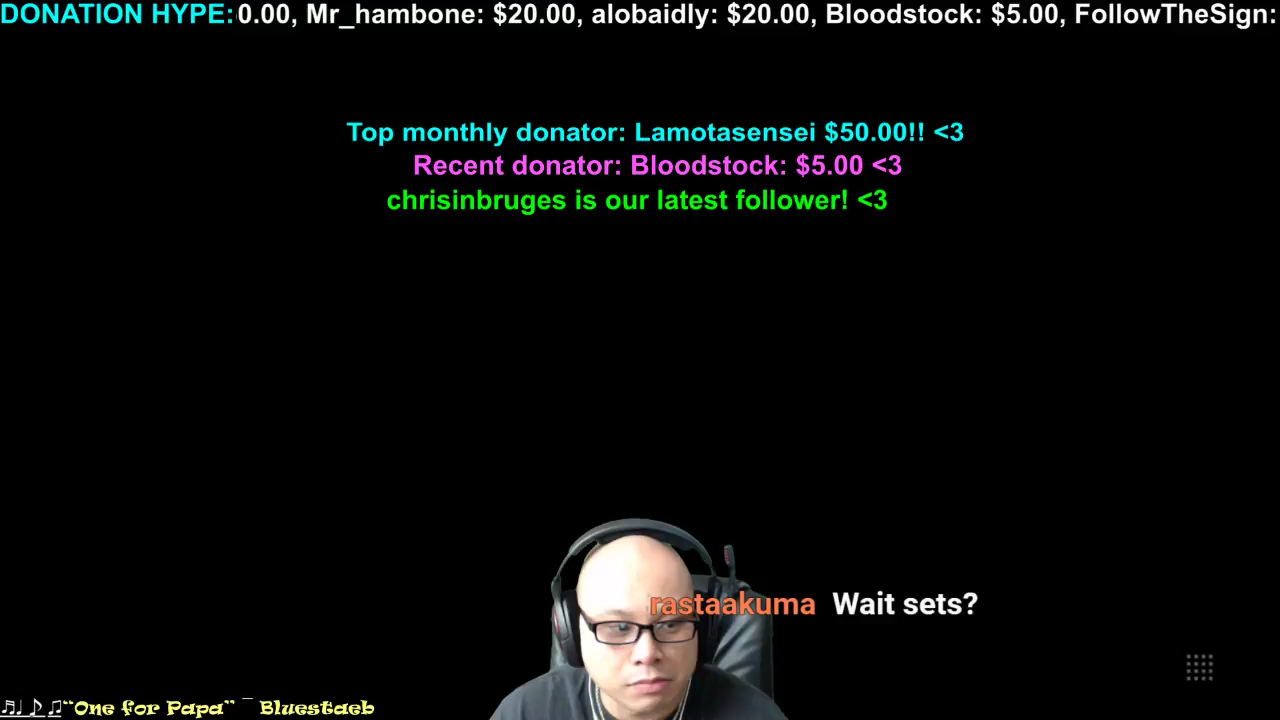 DONATION HYPE: 0.00, Mr_hambone: $20.00, alobaidly: $20.00, Bloodstock: $5.00, FollowTheSign:
Top monthly donator: Lamotasensei $50.00!! <3
Recent donator: Bloodstock: $5.00 <3
chrisinbruges is our latest follower! <3
rastaakuma Wait sets?
♬♩ ♪ ♫"One for Papa" ¯ Bluestaeb